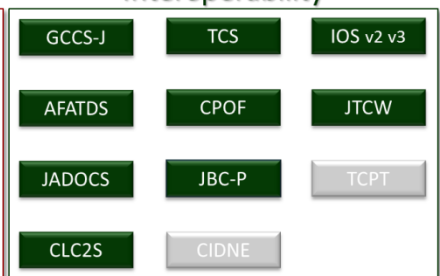 Interoperability
GCCS-J TCS IOS v2 v3
AFATDS CPOF JTCW
JADOCS JBC-P TCPT
CLC2S CIDNE